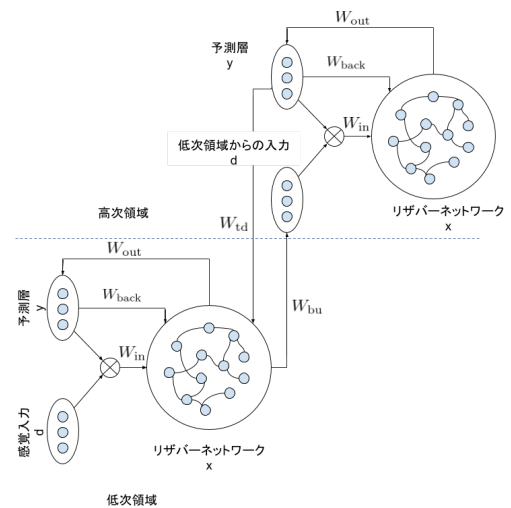 W_out
予測層
y
W_back
W_in
低次領域からの入力
d
リザバーネットワーク
x
高次領域
W_td
W_out
予測層
y
W_back
W_bu
W_in
感覚入力
d
リザバーネットワーク
x
低次領域